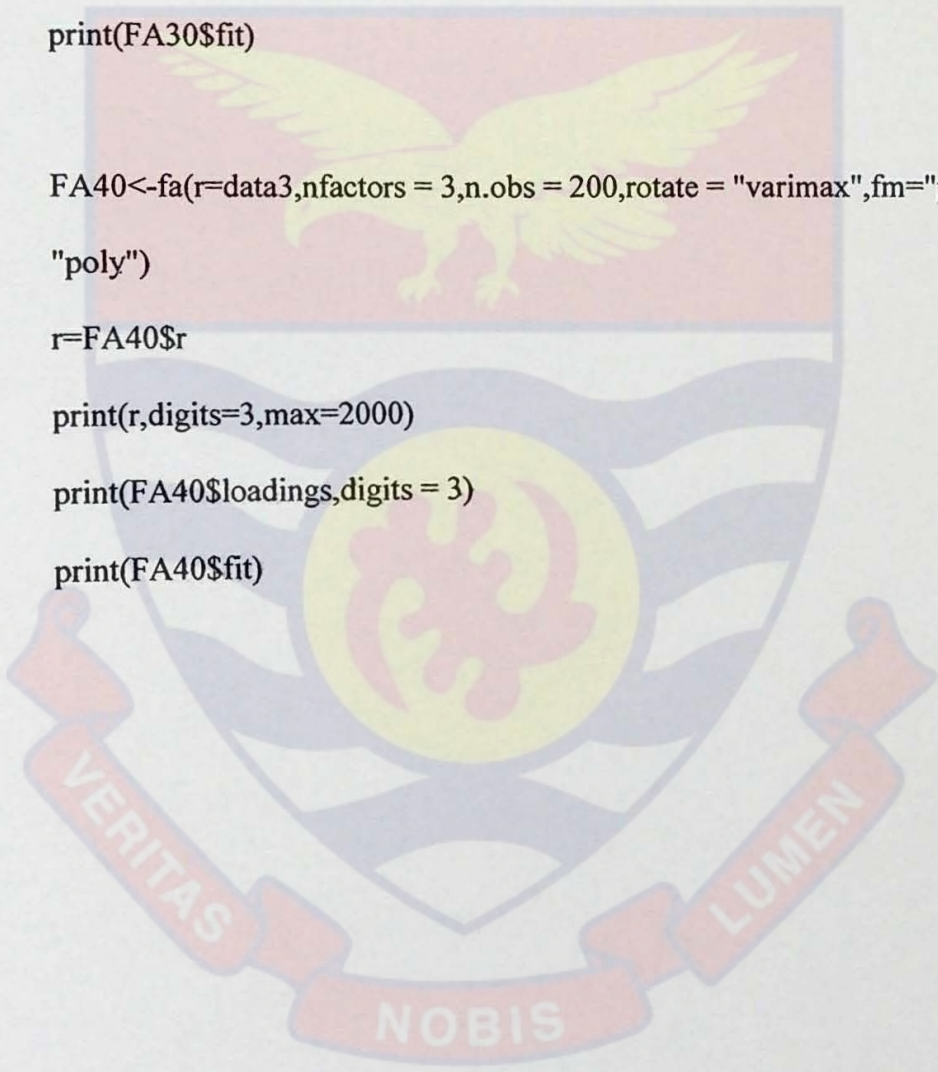 print(FA30$fit)
FA40<-fa(r=data3,nfactors = 3,n.obs = 200,rotate = "varimax",fm="
"poly")
r=FA40$r
print(r,digits=3,max=2000)
print(FA40$loadings,digits = 3)
print(FA40$fit)
VERITAS
NOBIS
LUMEN